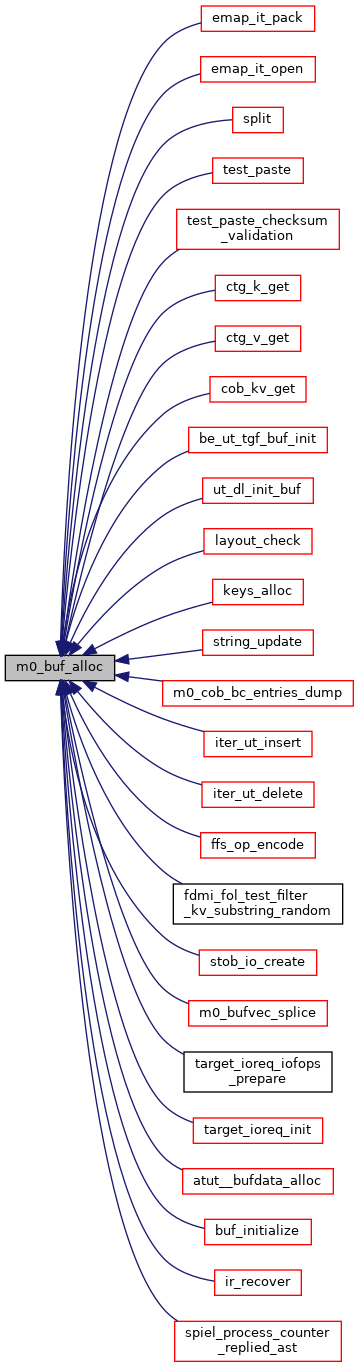 emap_it_pack
emap_it_open
split
test_paste
test_paste_checksum
_validation
ctg_k_get
ctg_v_get
cob_kv_get
be_ut_tgf_buf_init
ut_dl_init_buf
layout_check
keys_alloc
string_update
m0_buf_alloc
m0_cob_bc_entries_dump
iter_ut_insert
iter_ut_delete
ffs_op_encode
fdmi_fol_test_filter
_kv_substring_random
stob_io_create
m0_bufvec_splice
target_ioreq_iofops
_prepare
target_ioreq_init
atut__bufdata_alloc
buf_initialize
ir_recover
spiel_process_counter
_replied_ast